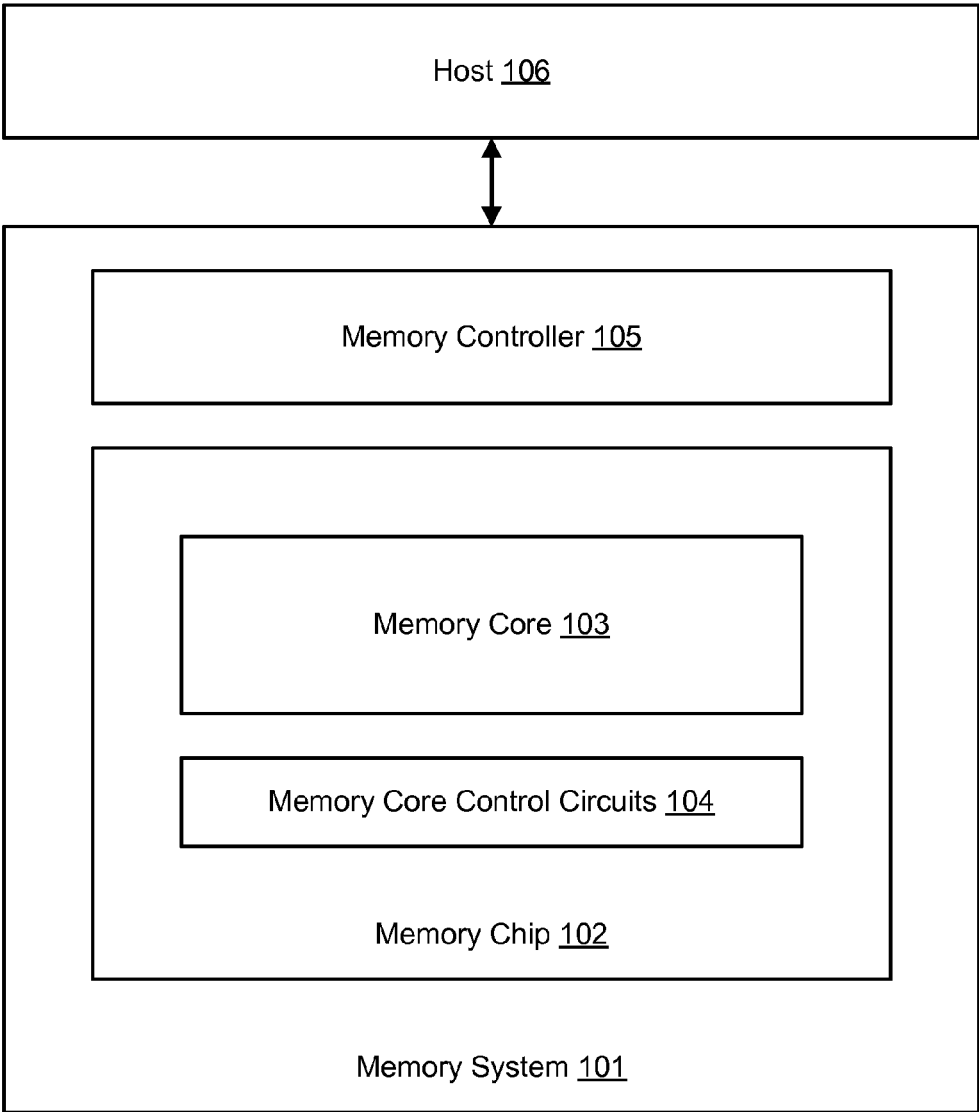 Host 106
Memory Controller 105
Memory Core 103
Memory Core Control Circuits 104
Memory Chip 102
Memory System 101